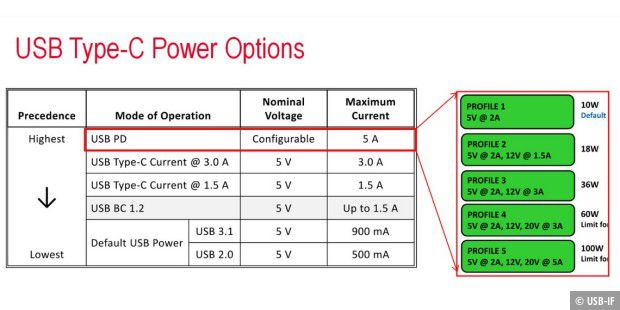 USB Type-C Power Options
Precedence Mode of Operation Nominal Voltage Maximum Current
Highest USB PD Configurable 5 A
USB Type-C Current @ 3.0 A 5 V 3.0 A
USB Type-C Current @ 1.5 A 5 V 1.5 A
USB BC 1.2 5 V Up to 1.5 A
Default USB Power USB 3.1 5 V 900 mA
Lowest USB 2.0 5 V 500 mA
PROFILE 1
5V @ 2A
10W
Default
PROFILE 2
5V @ 2A, 12V @ 1.5A
18W
PROFILE 3
5V @ 2A, 12V @ 3A
36W
PROFILE 4
5V @ 2A, 12V, 20V @ 3A
60W
Limit for
PROFILE 5
5V @ 2A, 12V, 20V @ 5A
100W
Limit for
© USB-IF